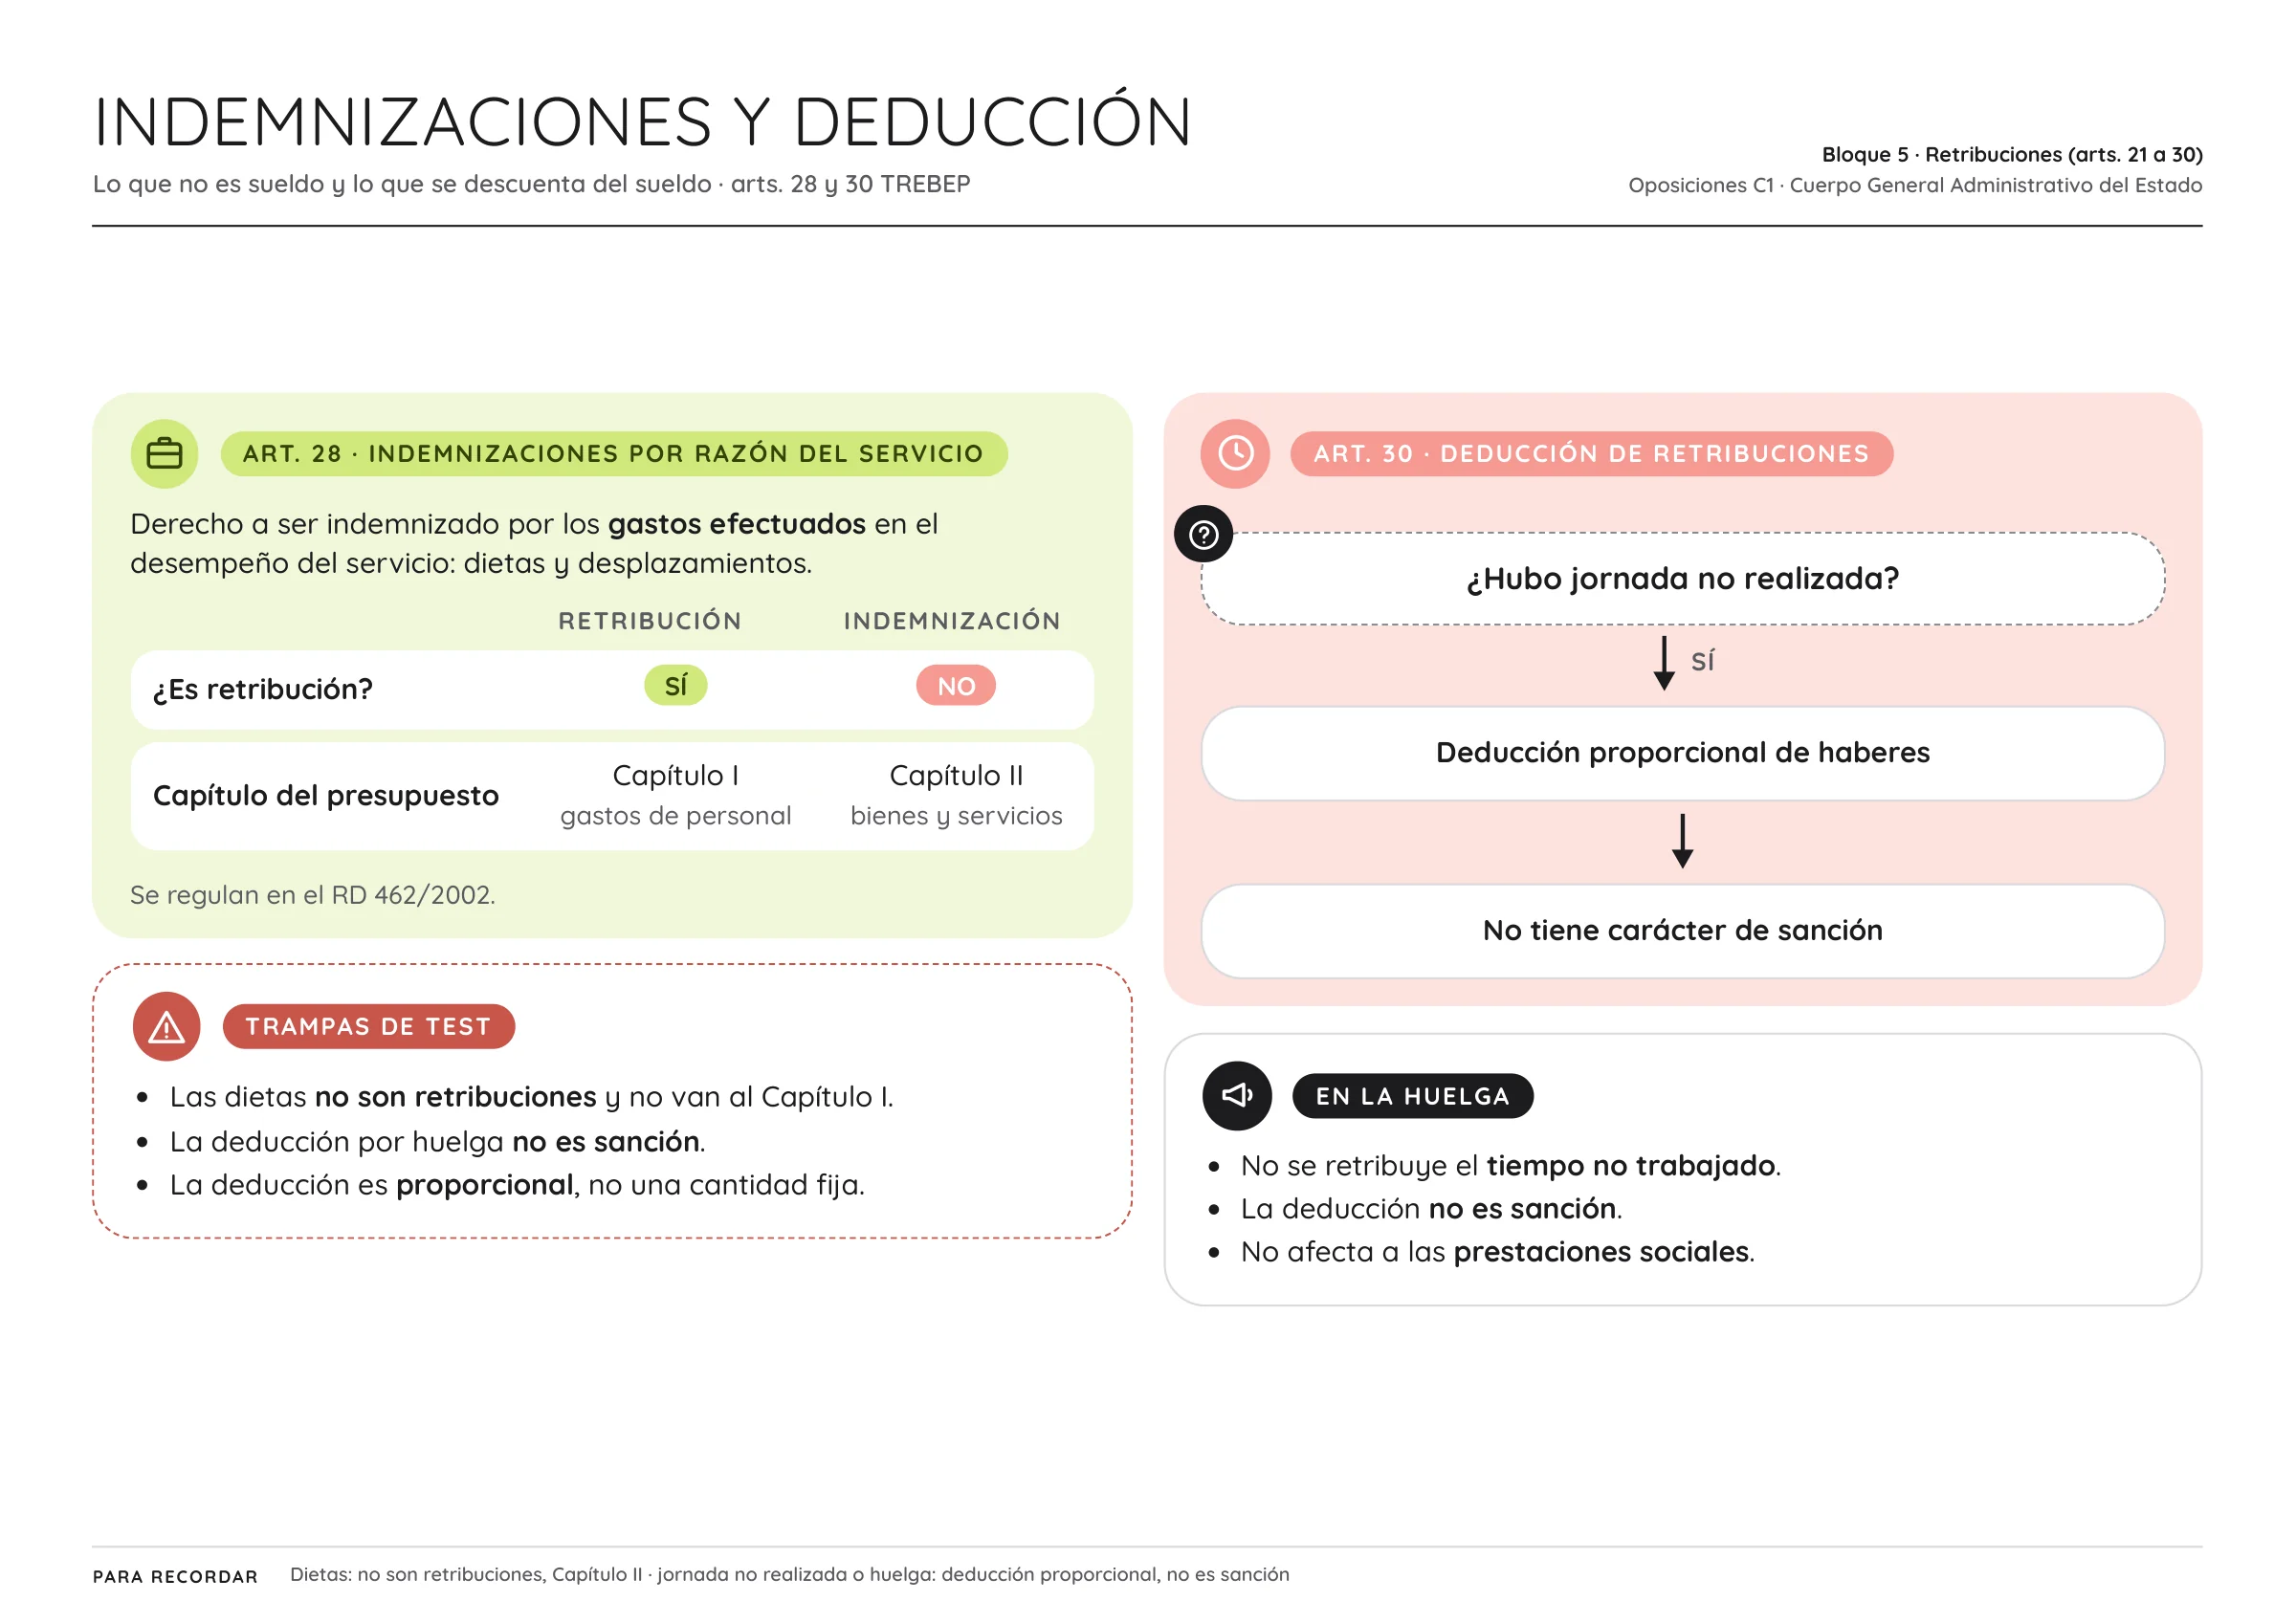 INDEMNIZACIONES Y DEDUCCIÓN
Lo que no es sueldo y lo que se descuenta del sueldo · arts. 28 y 30 TREBEP
Bloque 5 · Retribuciones (arts. 21 a 30)
Oposiciones C1 · Cuerpo General Administrativo del Estado
ART. 28 · INDEMNIZACIONES POR RAZÓN DEL SERVICIO
Derecho a ser indemnizado por los gastos efectuados en el
desempeño del servicio: dietas y desplazamientos.
RETRIBUCIÓN INDEMNIZACIÓN
¿Es retribución? SÍ NO
Capítulo del presupuesto
Capítulo I
gastos de personal
Capítulo II
bienes y servicios
Se regulan en el RD 462/2002.
TRAMPAS DE TEST
• Las dietas no son retribuciones y no van al Capítulo I.
• La deducción por huelga no es sanción.
• La deducción es proporcional, no una cantidad fija.
ART. 30 · DEDUCCIÓN DE RETRIBUCIONES
¿Hubo jornada no realizada?
SÍ
Deducción proporcional de haberes
No tiene carácter de sanción
EN LA HUELGA
• No se retribuye el tiempo no trabajado.
• La deducción no es sanción.
• No afecta a las prestaciones sociales.
PARA RECORDAR Dietas: no son retribuciones, Capítulo II · jornada no realizada o huelga: deducción proporcional, no es sanción